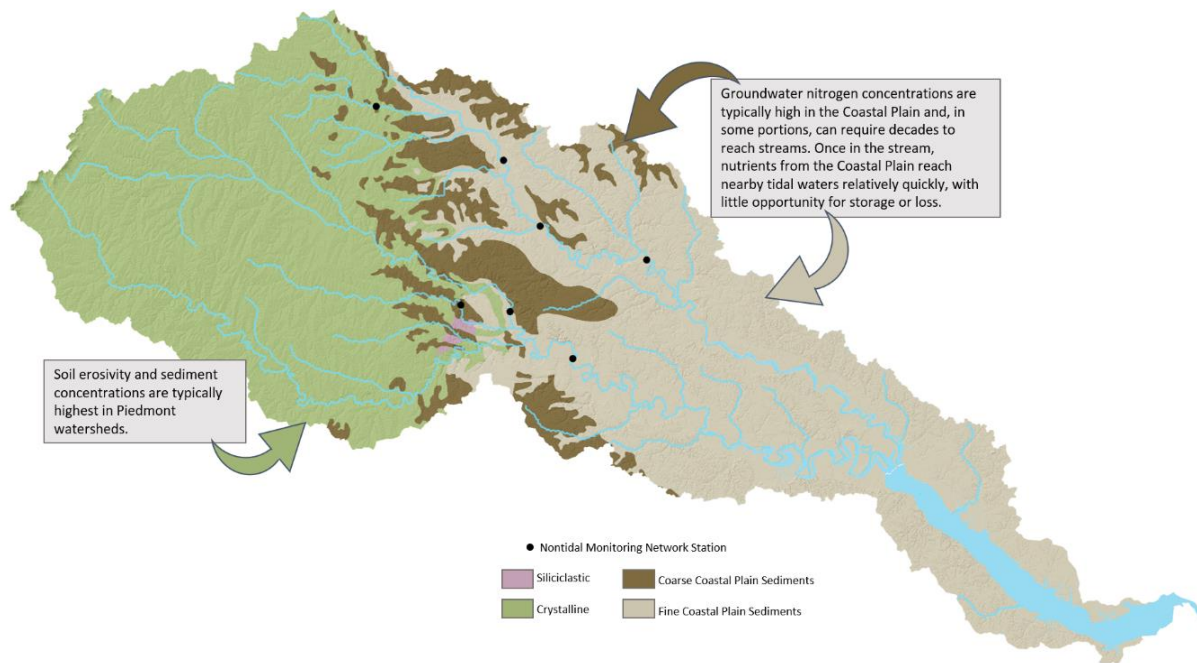 Groundwater nitrogen concentrations are
typically high in the Coastal Plain and, in
some portions, can require decades to
reach streams. Once in the stream,
nutrients from the Coastal Plain reach
nearby tidal waters relatively quickly, with
little opportunity for storage or loss.
Soil erosivity and sediment
concentrations are typically
highest in Piedmont
watersheds.
Nontidal Monitoring Network Station
Siliciclastic
Coarse Coastal Plain Sediments
Crystalline
Fine Coastal Plain Sediments